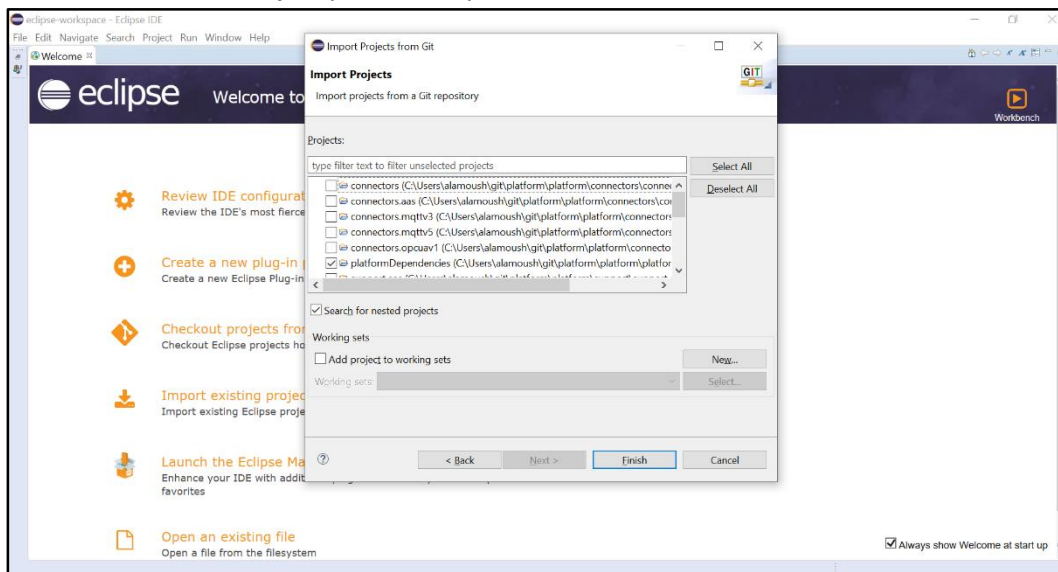 eclipse-workspace - Eclipse IDE
File Edit Navigate Search Project Run Window Help
Welcome
eclipse Welcome to
Workbench
Review IDE configurat
Review the IDE's most fierce
Create a new plug-in
Create a new Eclipse Plug-in
Checkout projects fro
Checkout Eclipse projects ho
Import existing projec
Import existing Eclipse proje
Launch the Eclipse Ma
Enhance your IDE with addit
favorites
Open an existing file
Open a file from the filesystem
Always show Welcome at start up
Import Projects from Git
Import Projects
Import projects from a Git repository
GIT
Projects:
type filter text to filter unselected projects
Select All
Deselect All
connectors (C:\Users\alamoush\git\platform\platform\connectors\connec
connectors.aas (C:\Users\alamoush\git\platform\platform\connectors\con
connectors.mqttv3 (C:\Users\alamoush\git\platform\platform\connectors
connectors.mqttv5 (C:\Users\alamoush\git\platform\platform\connectors
connectors.opcuav1 (C:\Users\alamoush\git\platform\platform\connecto
platformDependencies (C:\Users\alamoush\git\platform\platform\platfor
Search for nested projects
Working sets
Add project to working sets
New...
Working sets:
Select...
< Back Next > Finish Cancel